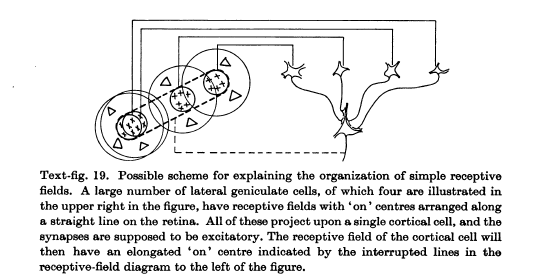 Text-fig. 19. Possible scheme for explaining the organization of simple receptive
fields. A large number of lateral geniculate cells, of which four are illustrated in
the upper right in the figure, have receptive fields with ‘on’ centres arranged along
a straight line on the retina. All of these project upon a single cortical cell, and the
synapses are supposed to be excitatory. The receptive field of the cortical cell will
then have an elongated ‘on’ centre indicated by the interrupted lines in the
receptive-field diagram to the left of the figure.